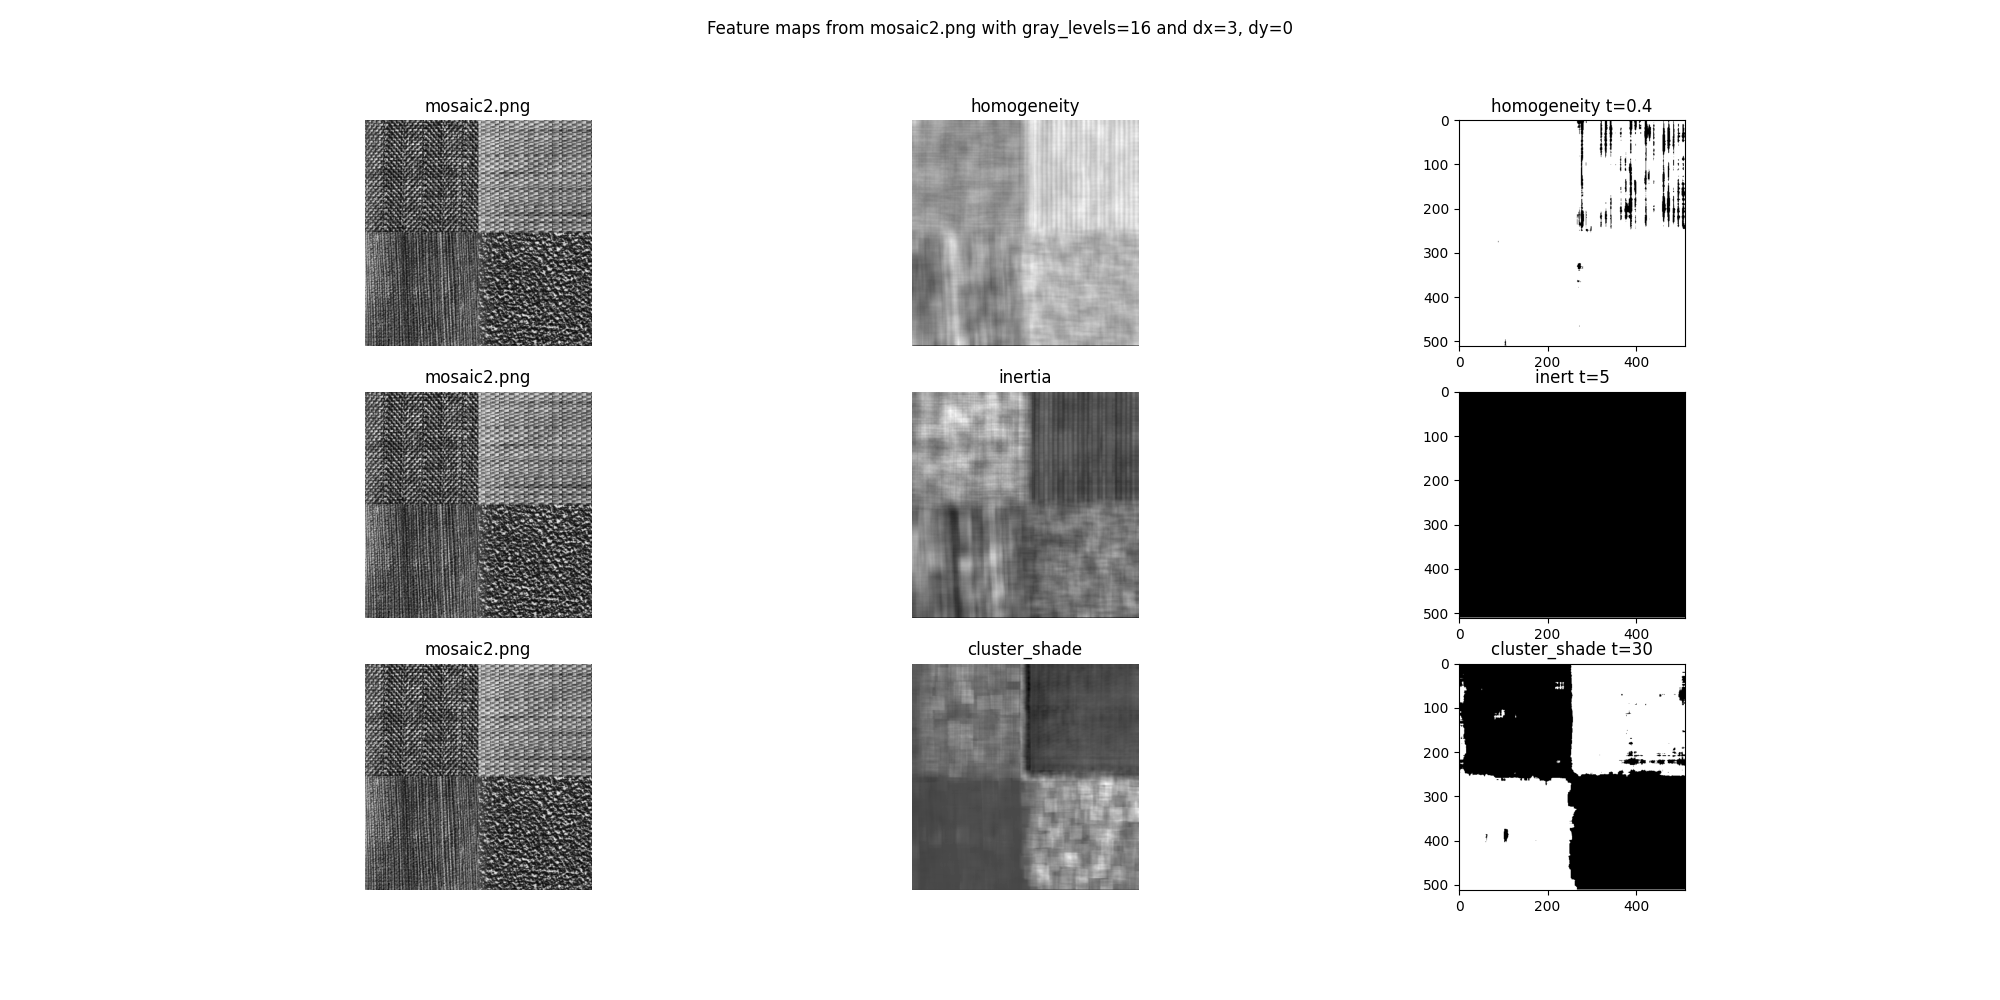 Feature maps from mosaic2.png with gray_levels=16 and dx=3, dy=0
mosaic2.png
homogeneity
homogeneity t=0.4
0
100
200
300
400
500
0
200
400
mosaic2.png
inertia
inert t=5
0
100
200
300
400
500
0
200
400
mosaic2.png
cluster_shade
cluster_shade t=30
0
100
200
300
400
500
0
200
400